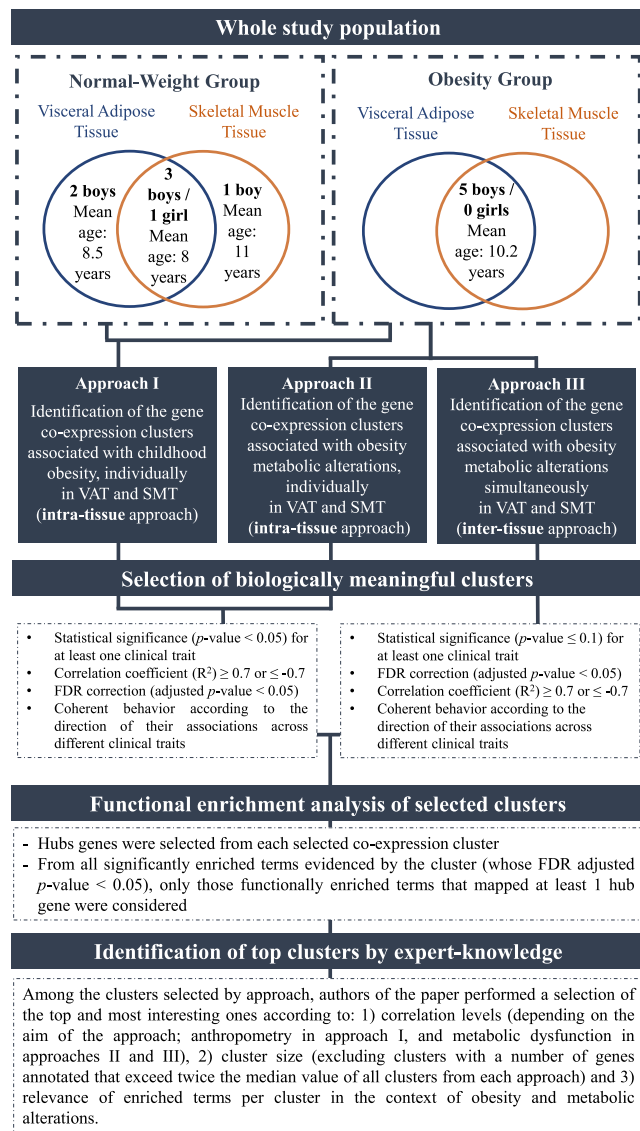 Whole study population
Normal-Weight Group
Visceral Adipose
Tissue
Skeletal Muscle
Tissue
2 boys
Mean
age:
8.5
years
3
boys /
1 girl
Mean
age: 8
years
1 boy
Mean
age:
11
years
Obesity Group
Visceral Adipose
Tissue
Skeletal Muscle
Tissue
5 boys /
0 girls
Mean
age: 10.2
years
Approach I
Identification of the gene
co-expression clusters
associated with childhood
obesity, individually
in VAT and SMT
(intra-tissue approach)
Approach II
Identification of the gene
co-expression clusters
associated with obesity
metabolic alterations,
individually
in VAT and SMT
(intra-tissue approach)
Approach III
Identification of the gene
co-expression clusters
associated with obesity
metabolic alterations
simultaneously
in VAT and SMT
(inter-tissue approach)
Selection of biologically meaningful clusters
• Statistical significance (p-value < 0.05) for
at least one clinical trait
• Correlation coefficient (R²) ≥ 0.7 or ≤ -0.7
• FDR correction (adjusted p-value < 0.05)
• Coherent behavior according to the
direction of their associations across
different clinical traits
• Statistical significance (p-value ≤ 0.1) for
at least one clinical trait
• FDR correction (adjusted p-value < 0.05)
• Correlation coefficient (R²) ≥ 0.7 or ≤ -0.7
• Coherent behavior according to the
direction of their associations across
different clinical traits
Functional enrichment analysis of selected clusters
- Hubs genes were selected from each selected co-expression cluster
- From all significantly enriched terms evidenced by the cluster (whose FDR adjusted
p-value < 0.05), only those functionally enriched terms that mapped at least 1 hub
gene were considered
Identification of top clusters by expert-knowledge
Among the clusters selected by approach, authors of the paper performed a selection of
the top and most interesting ones according to: 1) correlation levels (depending on the
aim of the approach; anthropometry in approach I, and metabolic dysfunction in
approaches II and III), 2) cluster size (excluding clusters with a number of genes
annotated that exceed twice the median value of all clusters from each approach) and 3)
relevance of enriched terms per cluster in the context of obesity and metabolic
alterations.